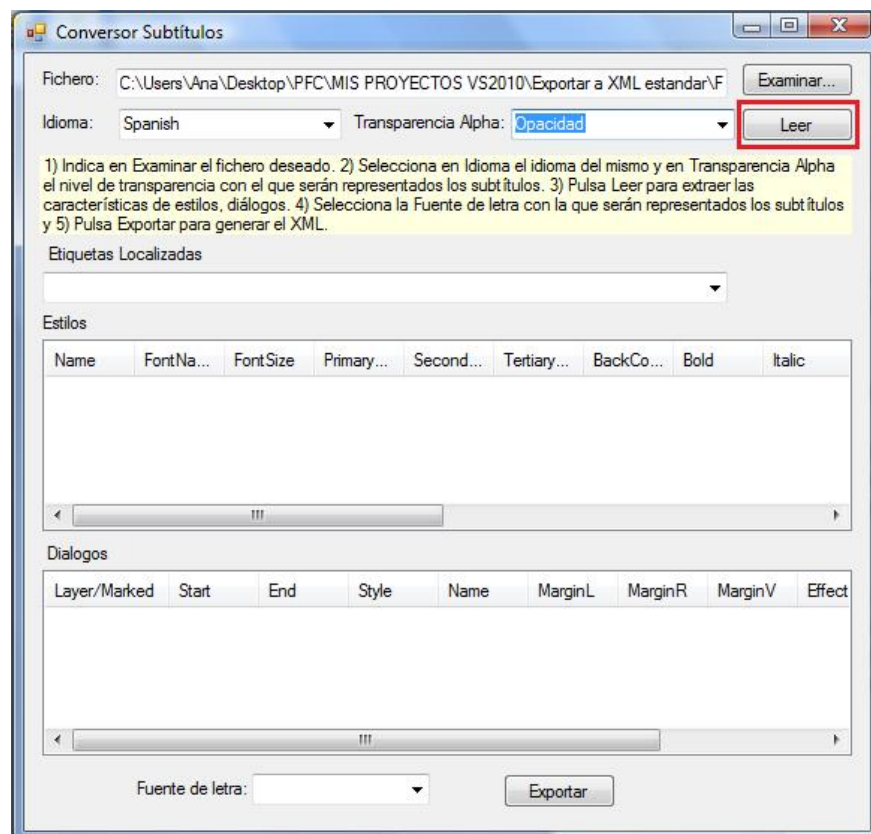 Conversor Subtítulos
Fichero: C:\Users\Ana\Desktop\PFC\MIS PROYECTOS VS2010\Exportar a XML estandar\F Examinar...
Idioma: Spanish Transparencia Alpha: Opacidad Leer
1) Indica en Examinar el fichero deseado. 2) Selecciona en Idioma el idioma del mismo y en Transparencia Alpha
el nivel de transparencia con el que serán representados los subtítulos. 3) Pulsa Leer para extraer las
características de estilos, diálogos. 4) Selecciona la Fuente de letra con la que serán representados los subtítulos
y 5) Pulsa Exportar para generar el XML.
Etiquetas Localizadas
Estilos
Name FontNa... FontSize Primary... Second... Tertiary... BackCo... Bold Italic
Dialogos
Layer/Marked Start End Style Name MarginL MarginR MarginV Effect
Fuente de letra: Exportar